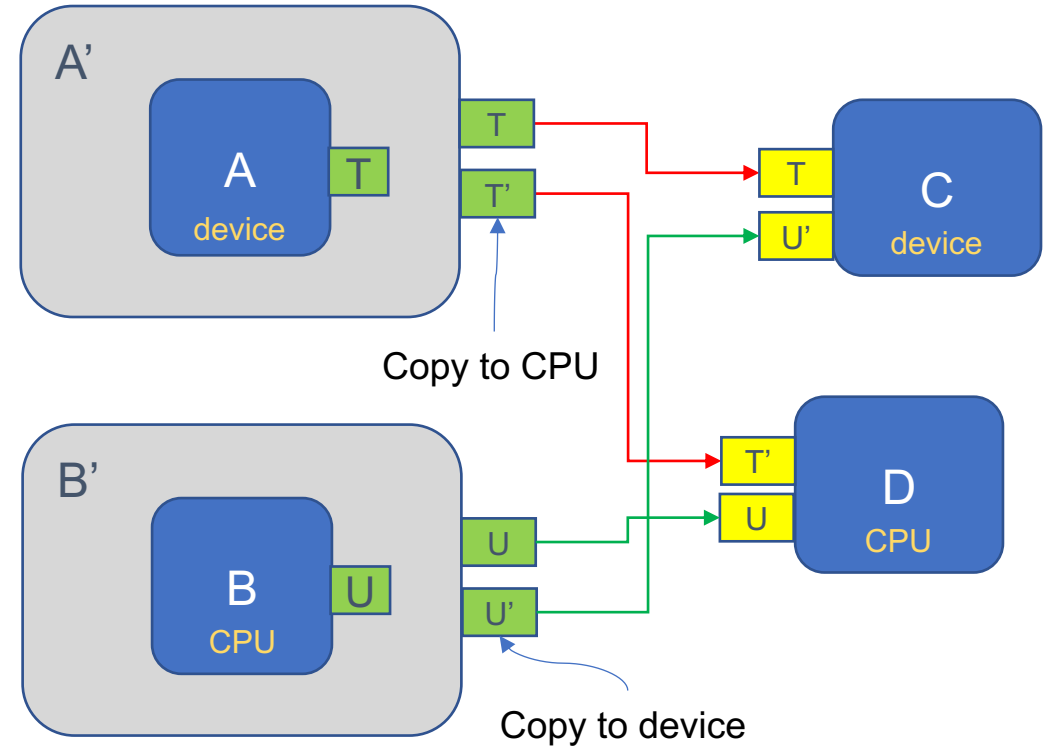 A’
A
device
T
T
T’
Copy to CPU
T
U’
C
device
B’
B
CPU
U
U
U’
Copy to device
T’
U
D
CPU